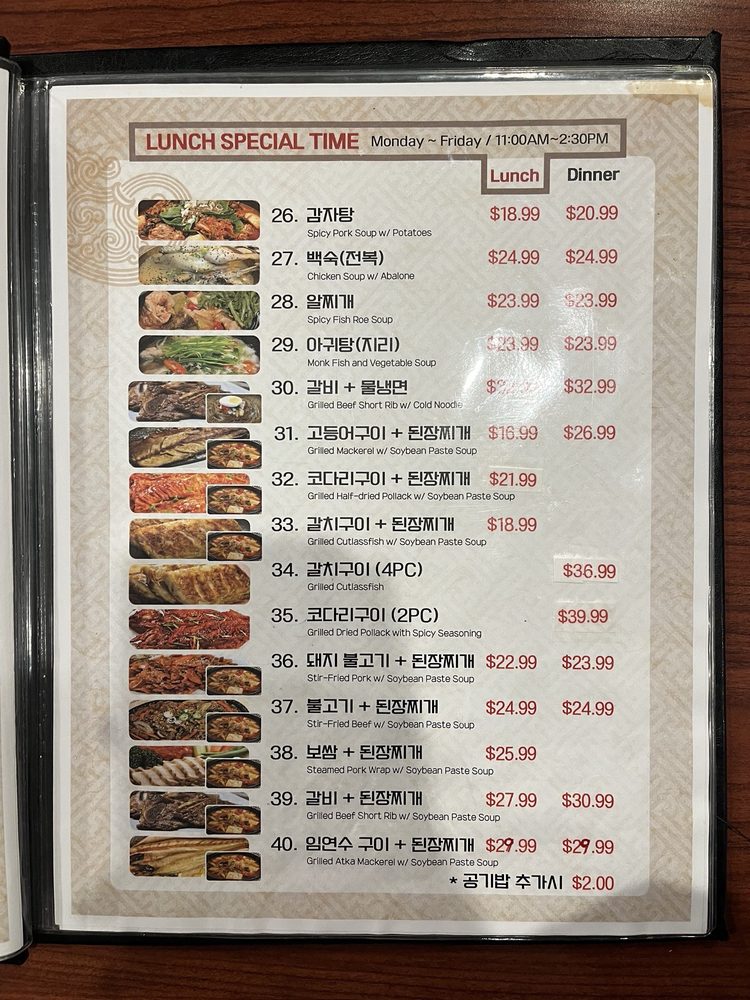 LUNCH SPECIAL TIME Monday ~ Friday / 11:00AM~2:30PM
Lunch Dinner
26. 감자탕 $18.99 $20.99
Spicy Pork Soup w/ Potatoes
27. 백숙(전복) $24.99 $24.99
Chicken Soup w/ Abalone
28. 알찌개 $23.99 $23.99
Spicy Fish Roe Soup
29. 아귀탕(지리) $23.99 $23.99
Monk Fish and Vegetable Soup
30. 갈비 + 물냉면 $32.99
Grilled Beef Short Rib w/ Cold Noodle
31. 고등어구이 + 된장찌개 $16.99 $26.99
Grilled Mackerel w/ Soybean Paste Soup
32. 코다리구이 + 된장찌개 $21.99
Grilled Half-dried Pollack w/ Soybean Paste Soup
33. 갈치구이 + 된장찌개 $18.99
Grilled Cutlassfish w/ Soybean Paste Soup
34. 갈치구이 (4PC) $36.99
Grilled Cutlassfish
35. 코다리구이 (2PC) $39.99
Grilled Dried Pollack with Spicy Seasoning
36. 돼지 불고기 + 된장찌개 $22.99 $23.99
Stir-Fried Pork w/ Soybean Paste Soup
37. 불고기 + 된장찌개 $24.99 $24.99
Stir-Fried Beef w/ Soybean Paste Soup
38. 보쌈 + 된장찌개 $25.99
Steamed Pork Wrap w/ Soybean Paste Soup
39. 갈비 + 된장찌개 $27.99 $30.99
Grilled Beef Short Rib w/ Soybean Paste Soup
40. 임연수 구이 + 된장찌개 $29.99 $29.99
Grilled Atka Mackerel w/ Soybean Paste Soup
* 공기밥 추가시 $2.00